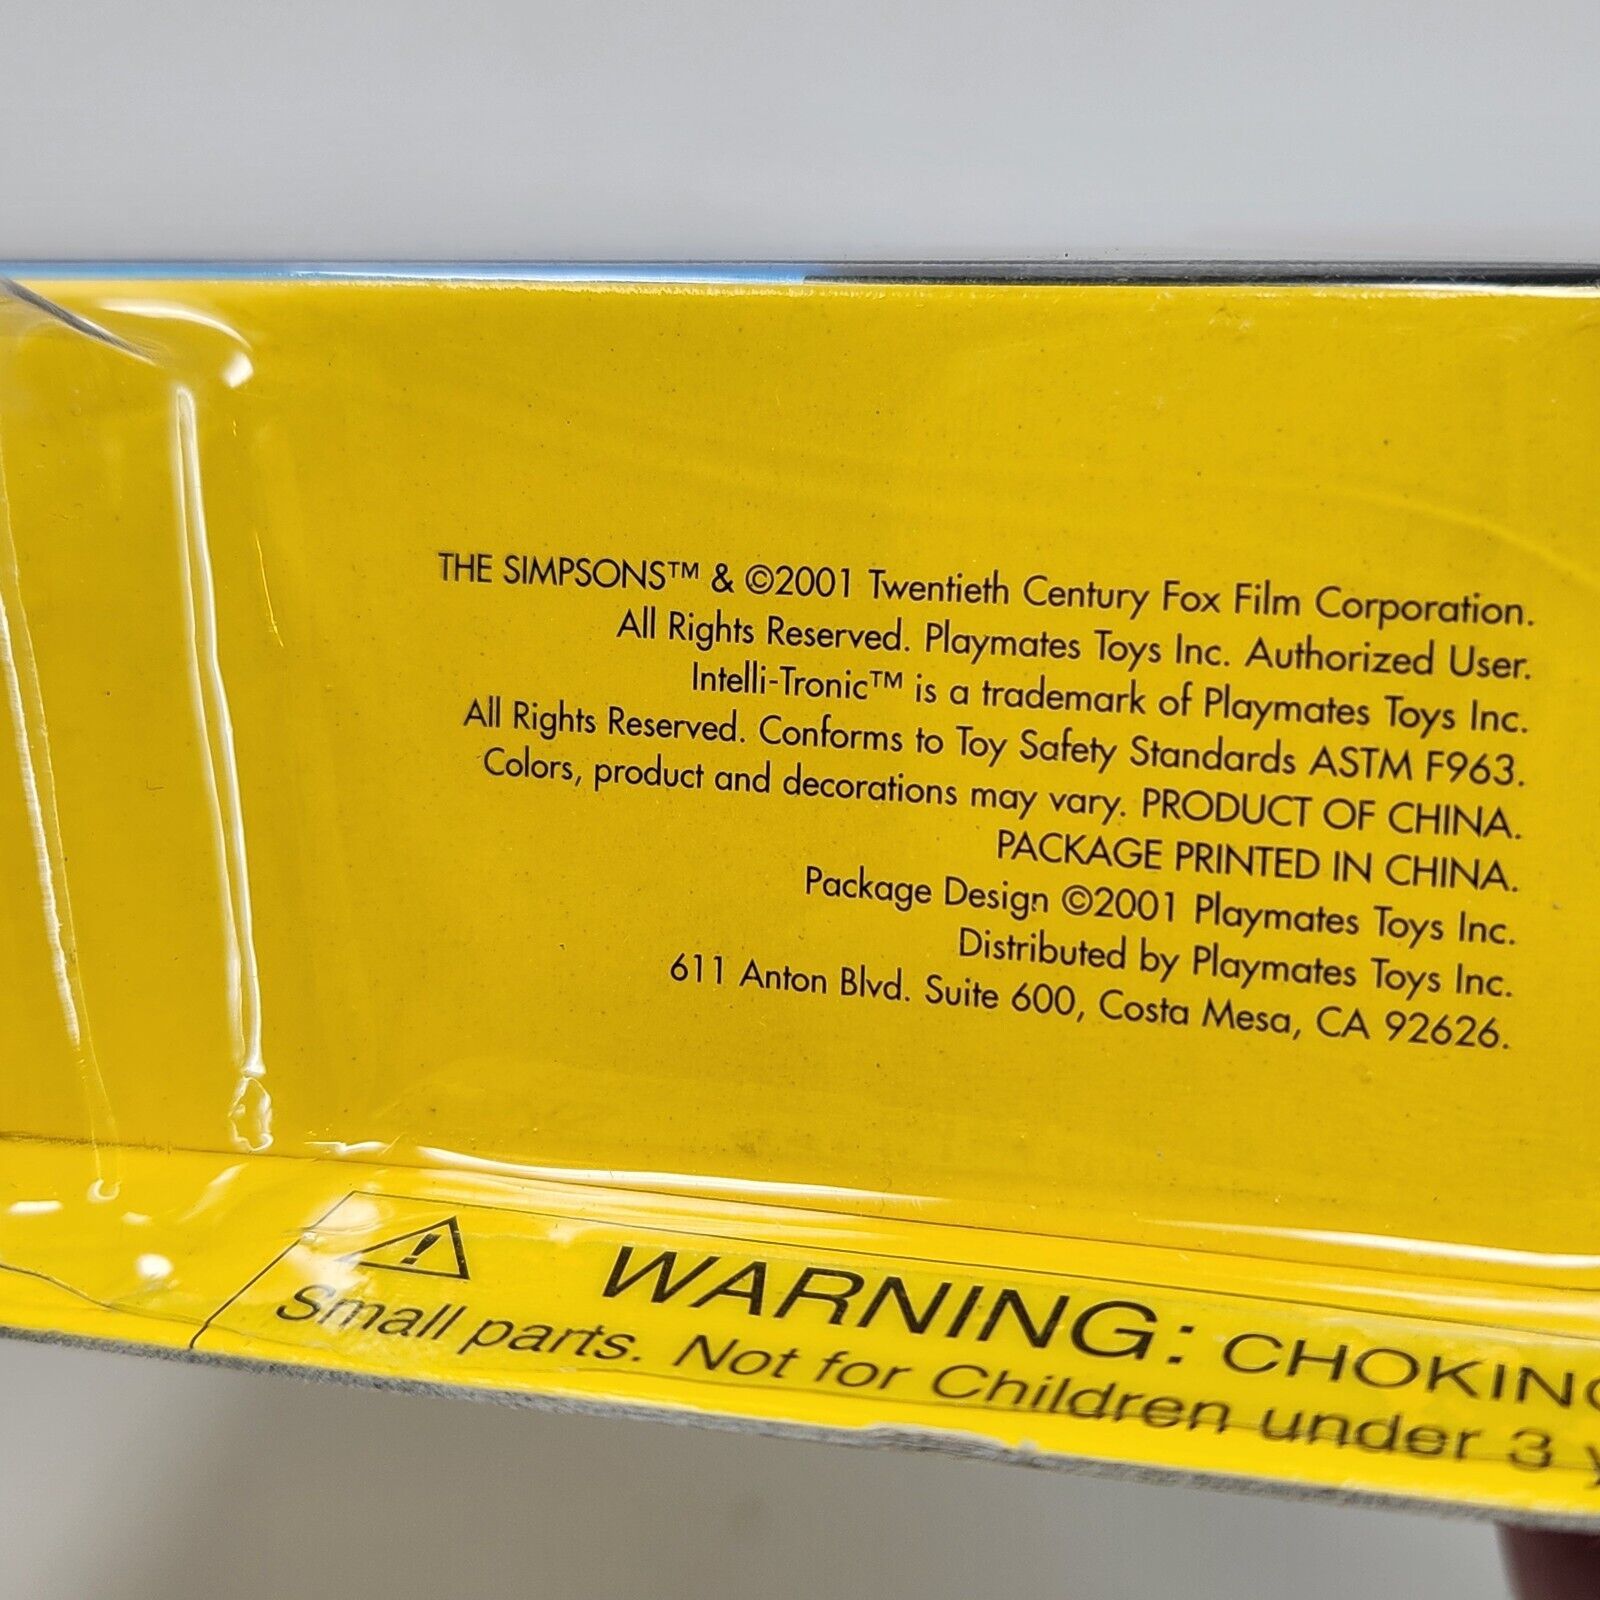 THE SIMPSONS™ & ©2001 Twentieth Century Fox Film Corporation.
All Rights Reserved. Playmates Toys Inc. Authorized User.
Intelli-Tronic™ is a trademark of Playmates Toys Inc.
All Rights Reserved. Conforms to Toy Safety Standards ASTM F963.
Colors, product and decorations may vary. PRODUCT OF CHINA.
PACKAGE PRINTED IN CHINA.
Package Design ©2001 Playmates Toys Inc.
Distributed by Playmates Toys Inc.
611 Anton Blvd. Suite 600, Costa Mesa, CA 92626.
WARNING: CHOKING
Small parts. Not for Children under 3